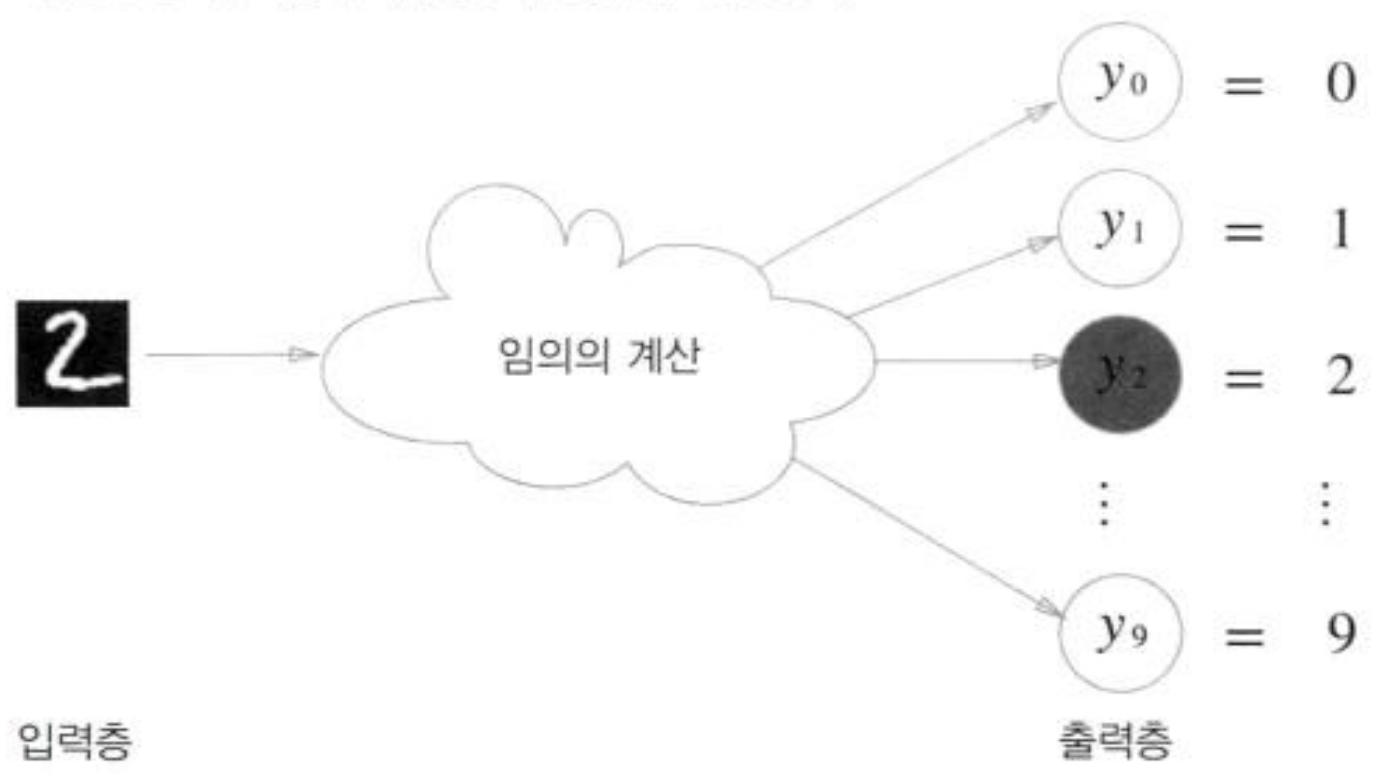 y₀ = 0
y₁ = 1
2
임의의 계산
y₂ = 2
⋮ ⋮
y₉ = 9
입력층
출력층